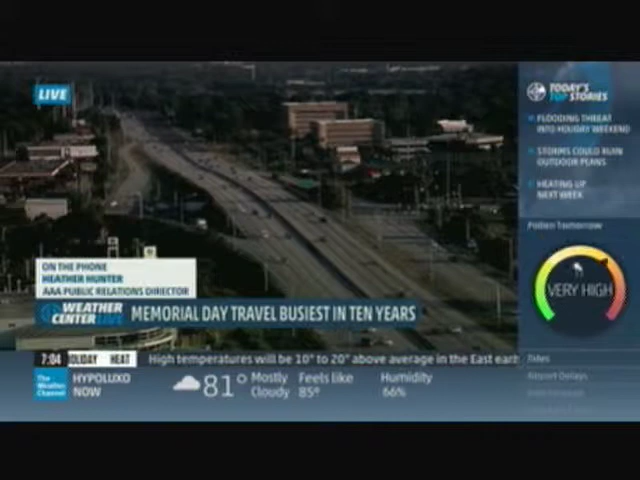 LIVE
TODAY'S
TOP STORIES
FLOODING THREAT
INTO HOLIDAY WEEKEND
STORMS COULD RUIN
OUTDOOR PLANS
HEATING UP
NEXT WEEK
Pollen Tomorrow
VERY HIGH
ON THE PHONE
HEATHER HUNTER
AAA PUBLIC RELATIONS DIRECTOR
WEATHER
CENTER LIVE
MEMORIAL DAY TRAVEL BUSIEST IN TEN YEARS
7:04 HOLIDAY HEAT High temperatures will be 10° to 20° above average in the East
Tides
Airport Delays
The
Weather
Channel
HYPOLUXO
NOW
81°
Mostly
Cloudy
Feels like
85°
Humidity
66%